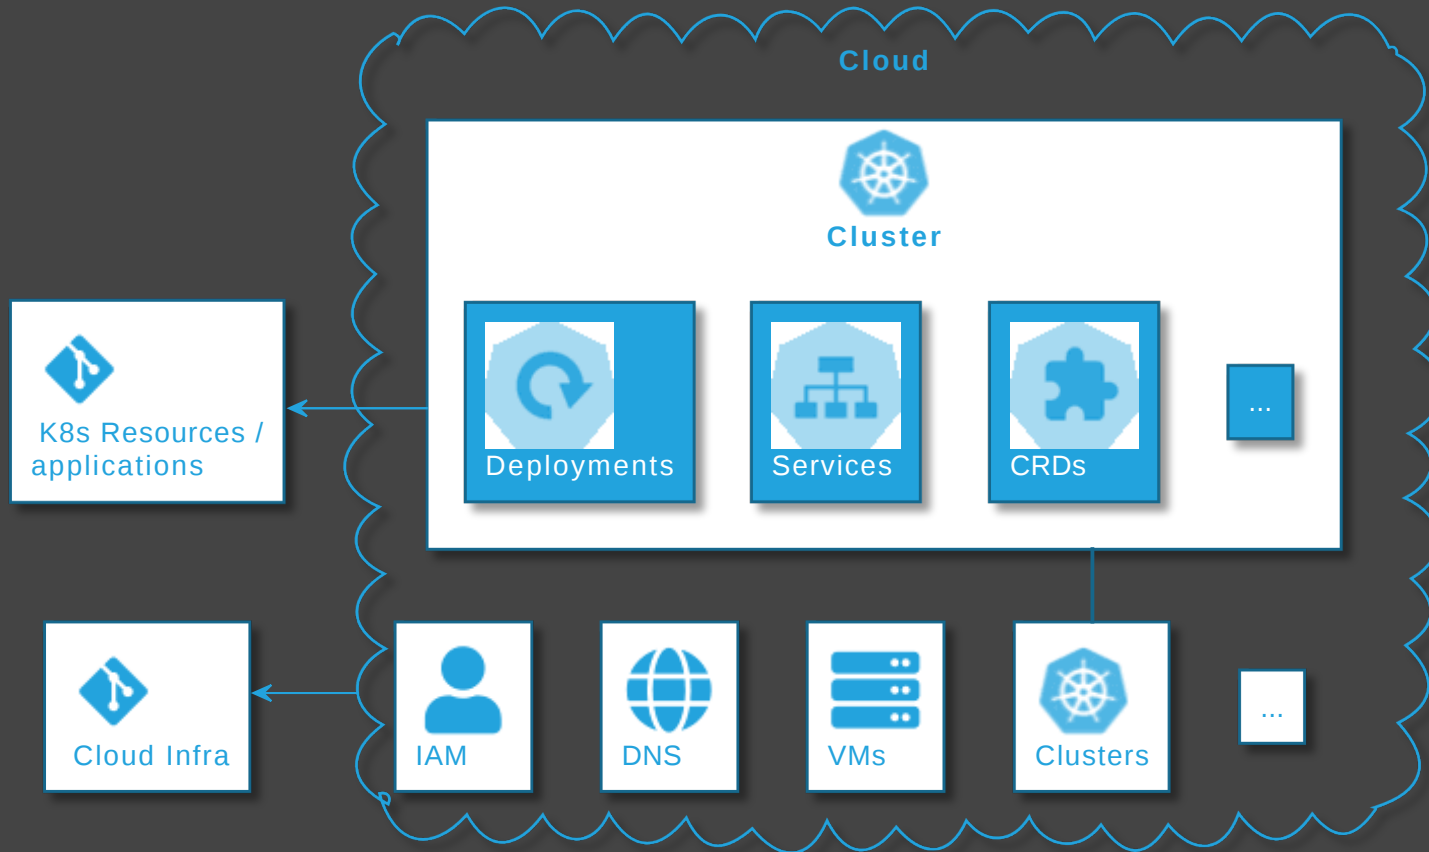 Cloud
Cluster
K8s Resources /
applications
Deployments
Services
CRDs
...
Cloud Infra
IAM
DNS
VMs
Clusters
...